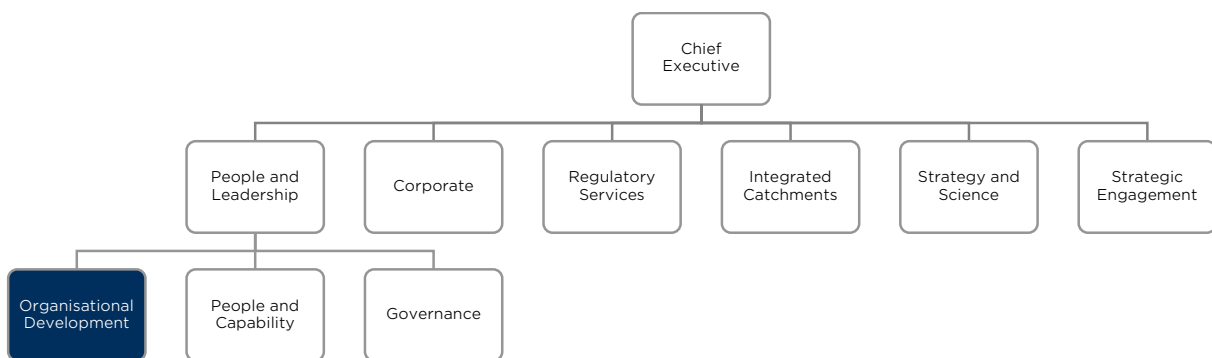 Chief
Executive
People and
Leadership
Corporate
Regulatory
Services
Integrated
Catchments
Strategy and
Science
Strategic
Engagement
Organisational
Development
People and
Capability
Governance